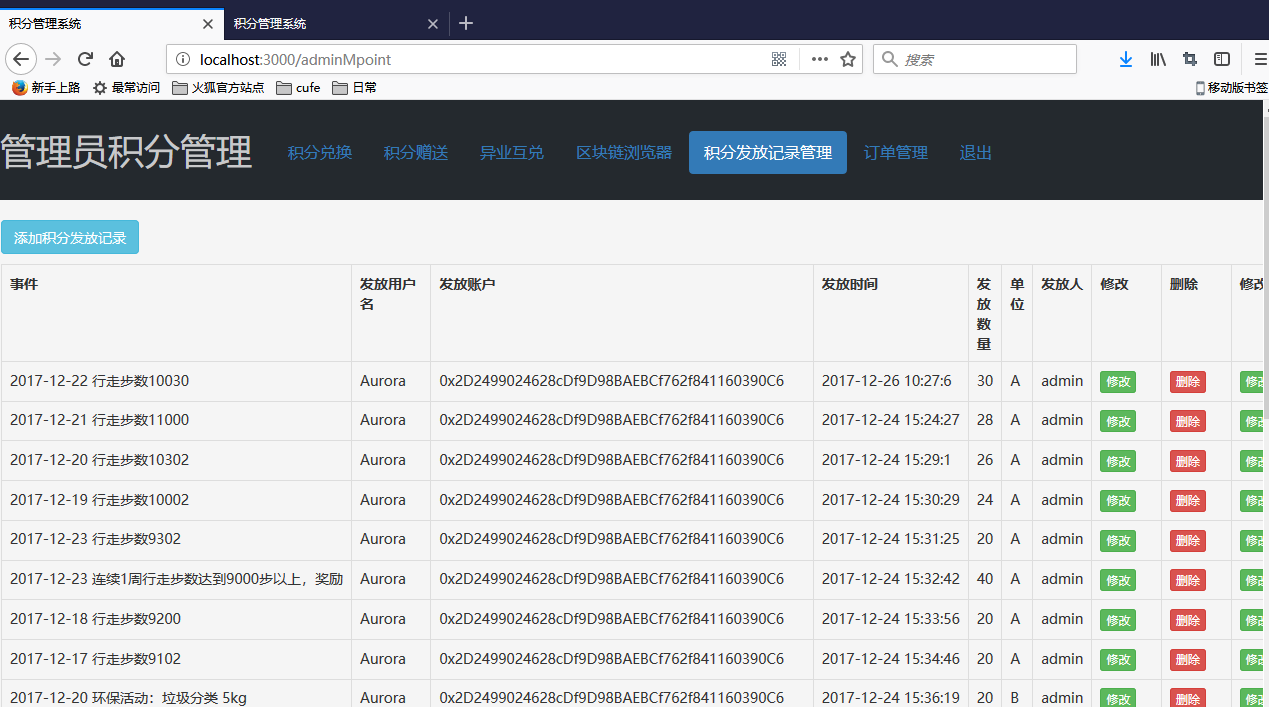 积分管理系统
积分管理系统
localhost:3000/adminMpoint
搜索
新手上路 最常访问 火狐官方站点 cufe 日常 移动版书签
管理员积分管理 积分兑换 积分赠送 异业互兑 区块链浏览器 积分发放记录管理 订单管理 退出
添加积分发放记录
事件 发放用户名 发放账户 发放时间 发放数量 单位 发放人 修改 删除 修改
2017-12-22 行走步数10030 Aurora 0x2D2499024628cDf9D98BAEBCf762f841160390C6 2017-12-26 10:27:6 30 A admin 修改 删除 修改
2017-12-21 行走步数11000 Aurora 0x2D2499024628cDf9D98BAEBCf762f841160390C6 2017-12-24 15:24:27 28 A admin 修改 删除 修改
2017-12-20 行走步数10302 Aurora 0x2D2499024628cDf9D98BAEBCf762f841160390C6 2017-12-24 15:29:1 26 A admin 修改 删除 修改
2017-12-19 行走步数10002 Aurora 0x2D2499024628cDf9D98BAEBCf762f841160390C6 2017-12-24 15:30:29 24 A admin 修改 删除 修改
2017-12-23 行走步数9302 Aurora 0x2D2499024628cDf9D98BAEBCf762f841160390C6 2017-12-24 15:31:25 20 A admin 修改 删除 修改
2017-12-23 连续1周行走步数达到9000步以上，奖励 Aurora 0x2D2499024628cDf9D98BAEBCf762f841160390C6 2017-12-24 15:32:42 40 A admin 修改 删除 修改
2017-12-18 行走步数9200 Aurora 0x2D2499024628cDf9D98BAEBCf762f841160390C6 2017-12-24 15:33:56 20 A admin 修改 删除 修改
2017-12-17 行走步数9102 Aurora 0x2D2499024628cDf9D98BAEBCf762f841160390C6 2017-12-24 15:34:46 20 A admin 修改 删除 修改
2017-12-20 环保活动：垃圾分类 5kg Aurora 0x2D2499024628cDf9D98BAEBCf762f841160390C6 2017-12-24 15:36:19 20 B admin 修改 删除 修改